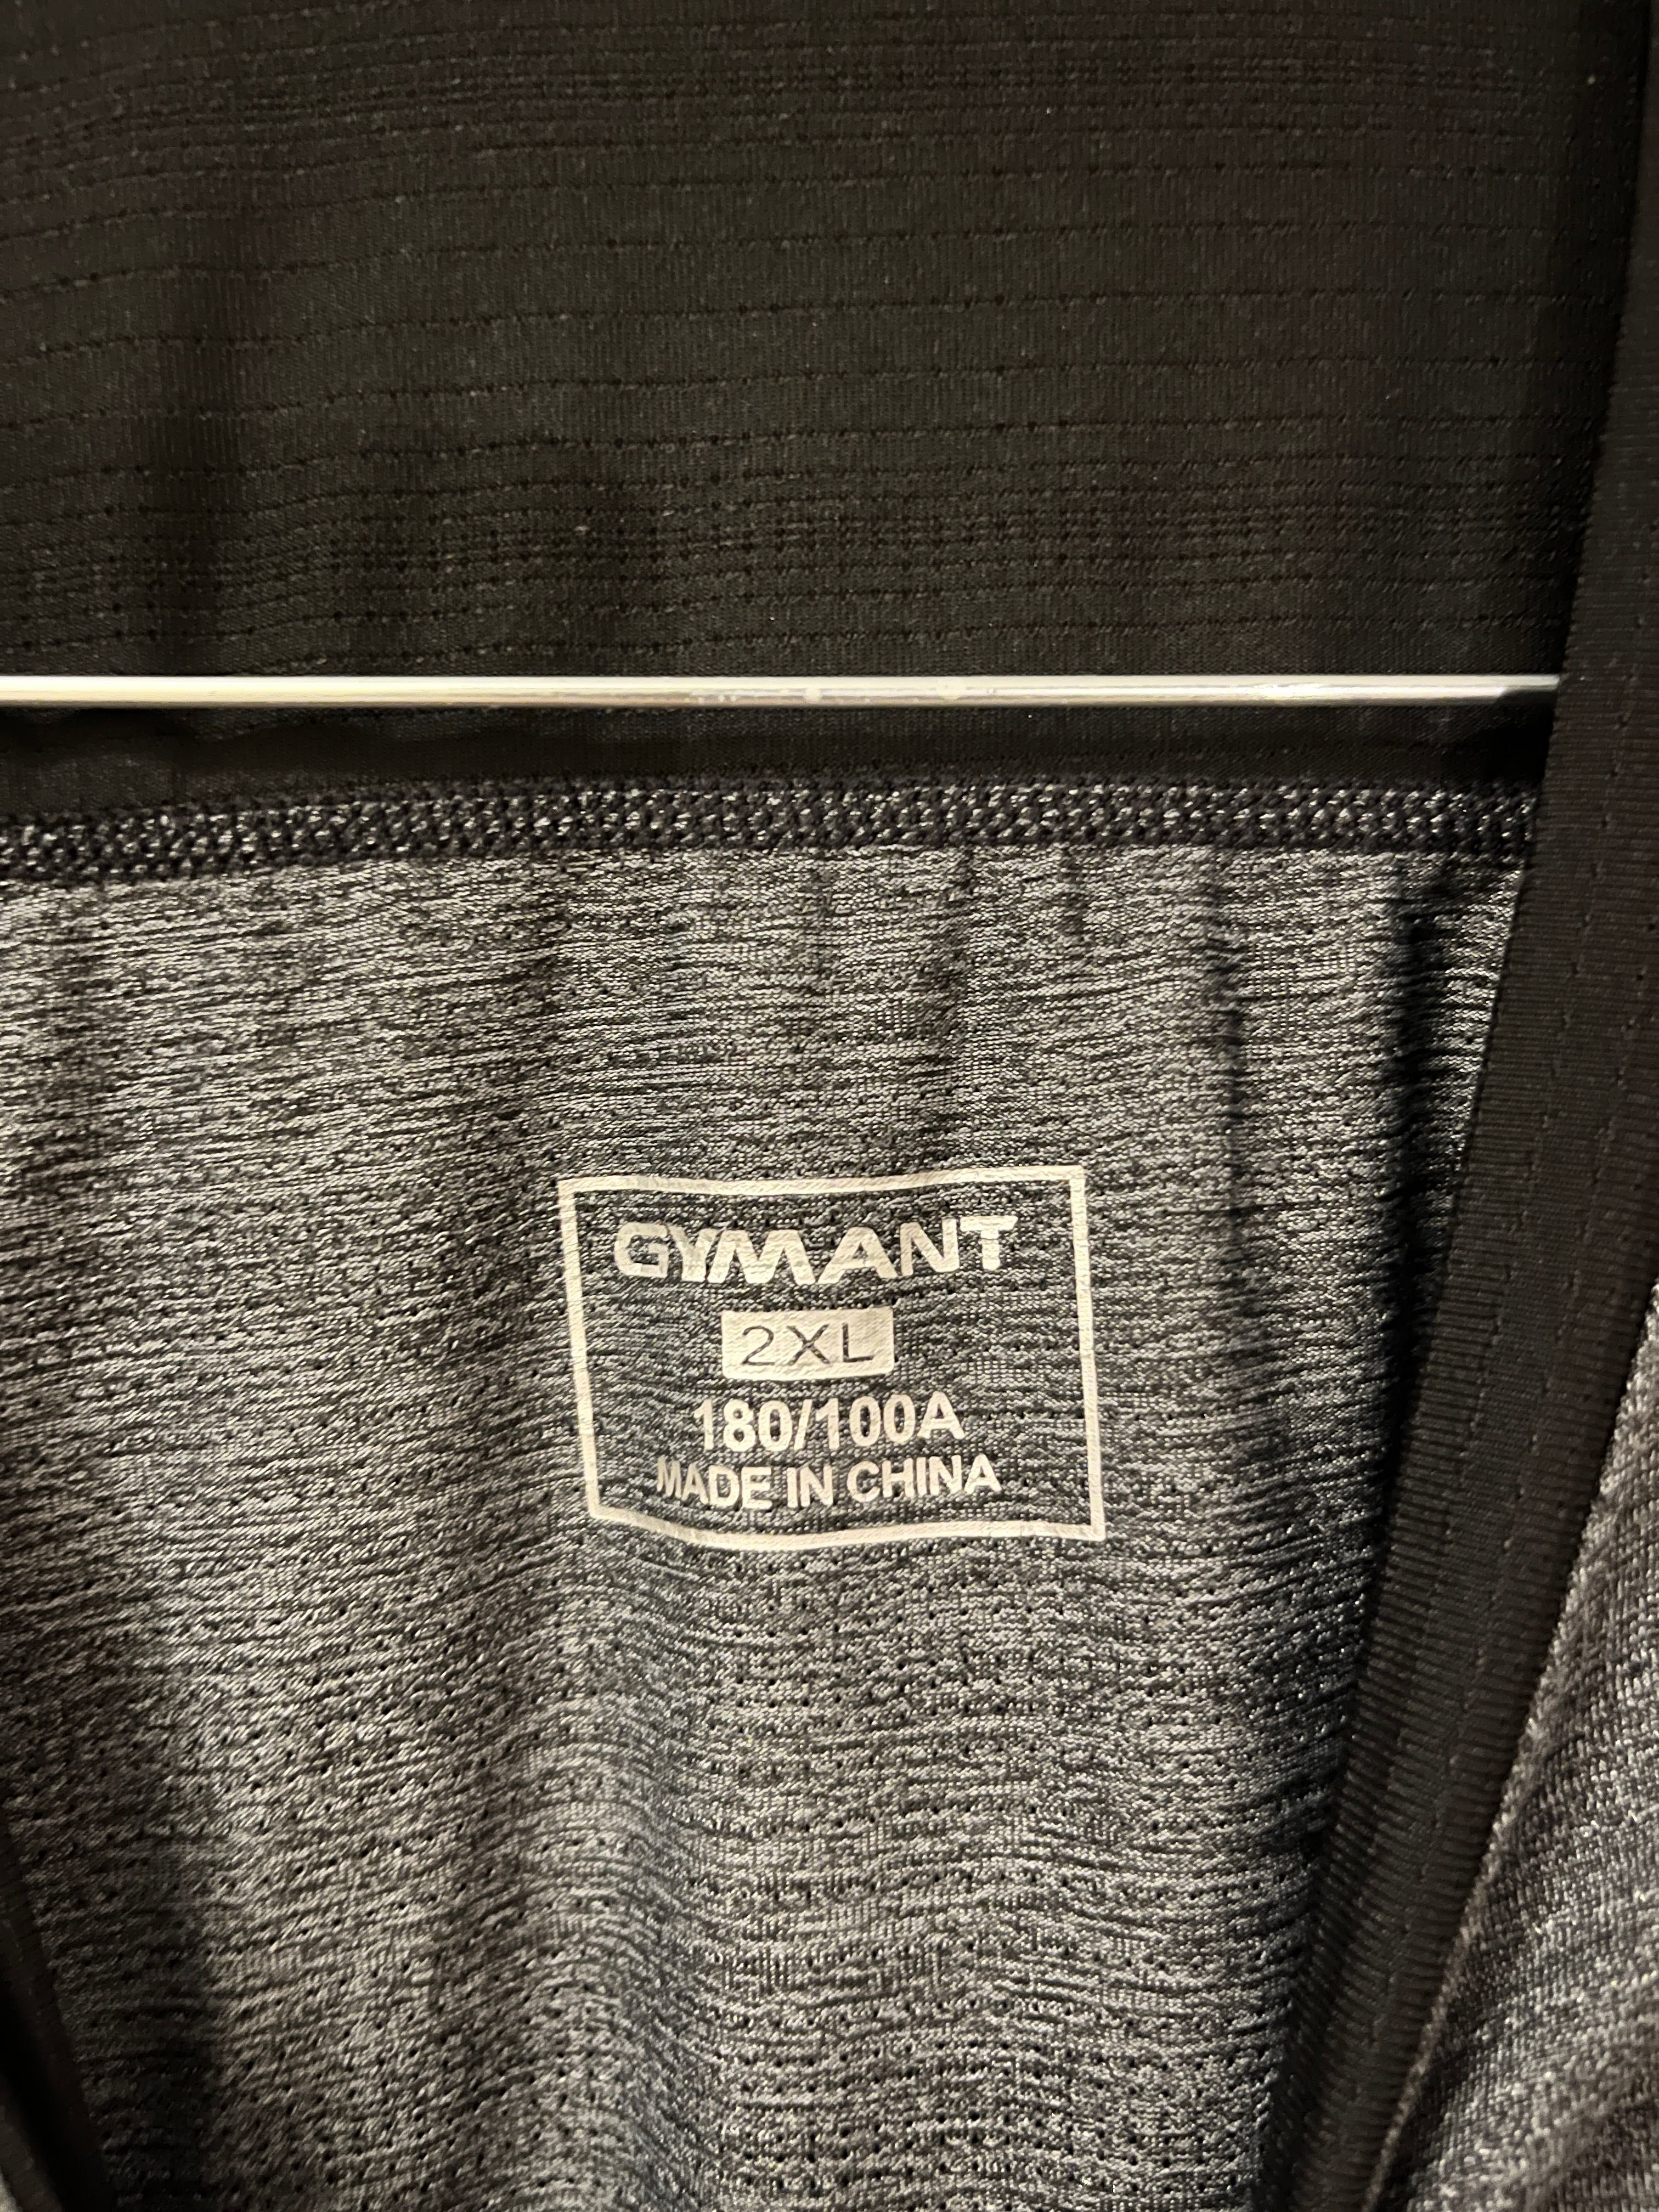 GYMANT
2XL
180/100A
MADE IN CHINA